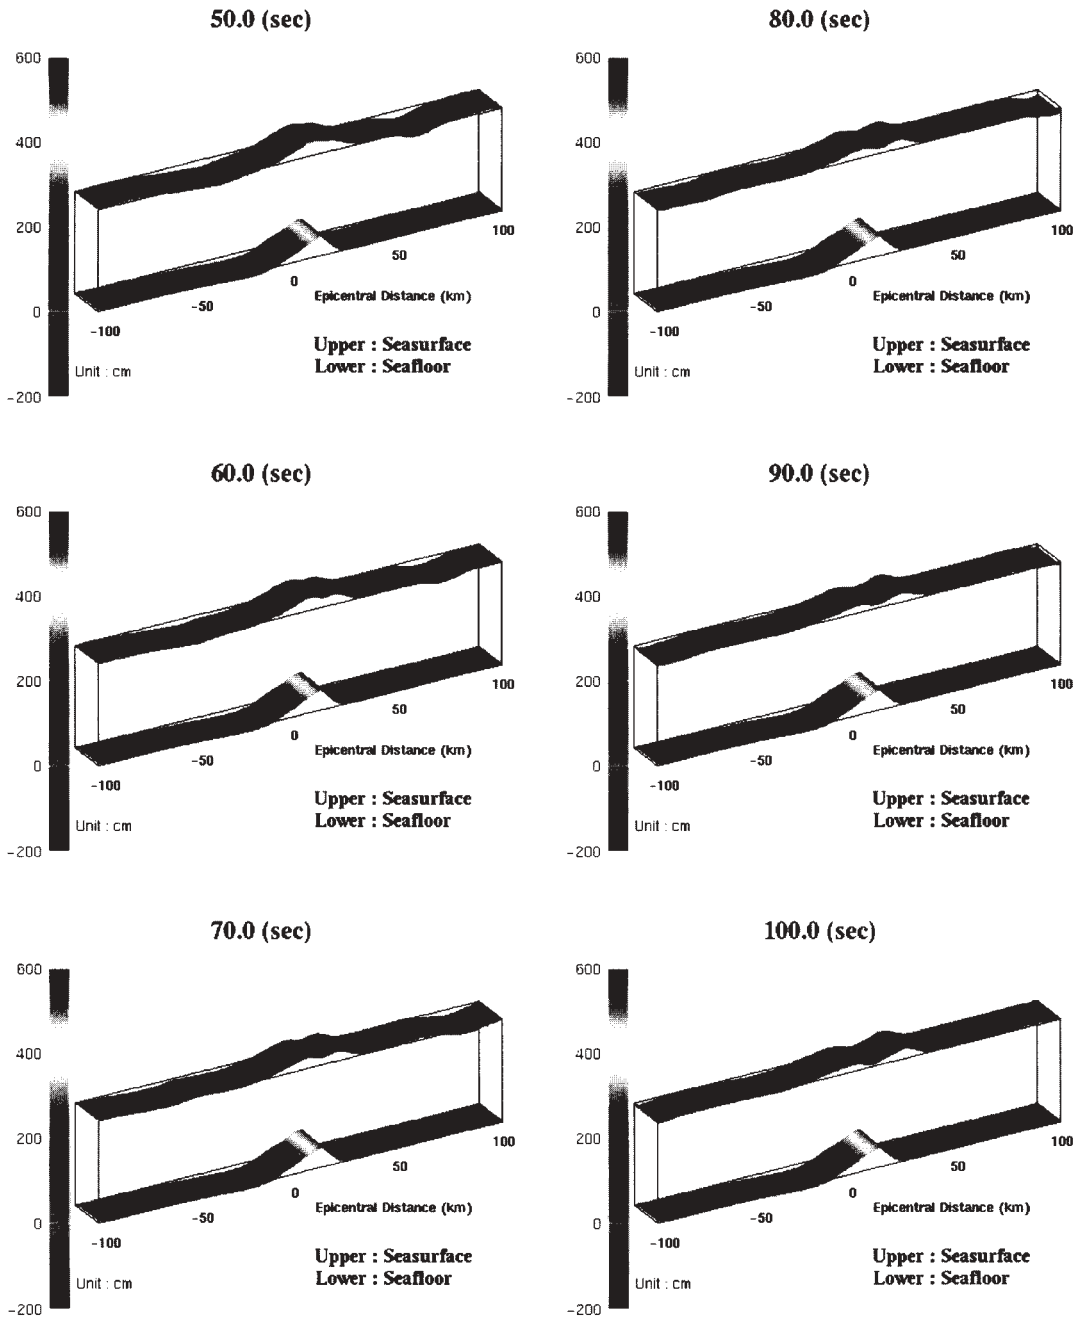 50.0 (sec)
600
400
200
0
-200
Unit : cm
-100
-50
0
50
100
Epicentral Distance (km)
Upper : Seasurface
Lower : Seafloor
80.0 (sec)
600
400
200
0
-200
Unit : cm
-100
-50
0
50
100
Epicentral Distance (km)
Upper : Seasurface
Lower : Seafloor
60.0 (sec)
600
400
200
0
-200
Unit : cm
-100
-50
0
50
100
Epicentral Distance (km)
Upper : Seasurface
Lower : Seafloor
90.0 (sec)
600
400
200
0
-200
Unit : cm
-100
-50
0
50
100
Epicentral Distance (km)
Upper : Seasurface
Lower : Seafloor
70.0 (sec)
600
400
200
0
-200
Unit : cm
-100
-50
0
50
100
Epicentral Distance (km)
Upper : Seasurface
Lower : Seafloor
100.0 (sec)
600
400
200
0
-200
Unit : cm
-100
-50
0
50
100
Epicentral Distance (km)
Upper : Seasurface
Lower : Seafloor